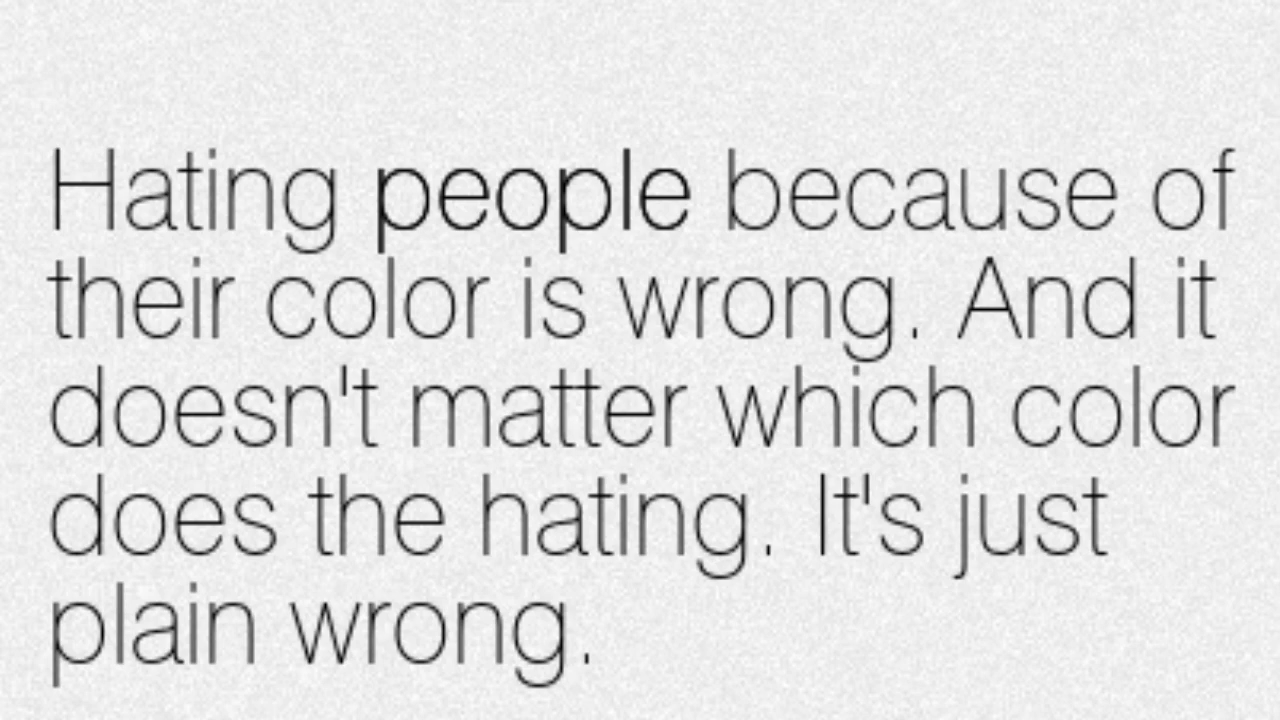 Hating people because of
their color is wrong. And it
doesn't matter which color
does the hating. It's just
plain wrong.